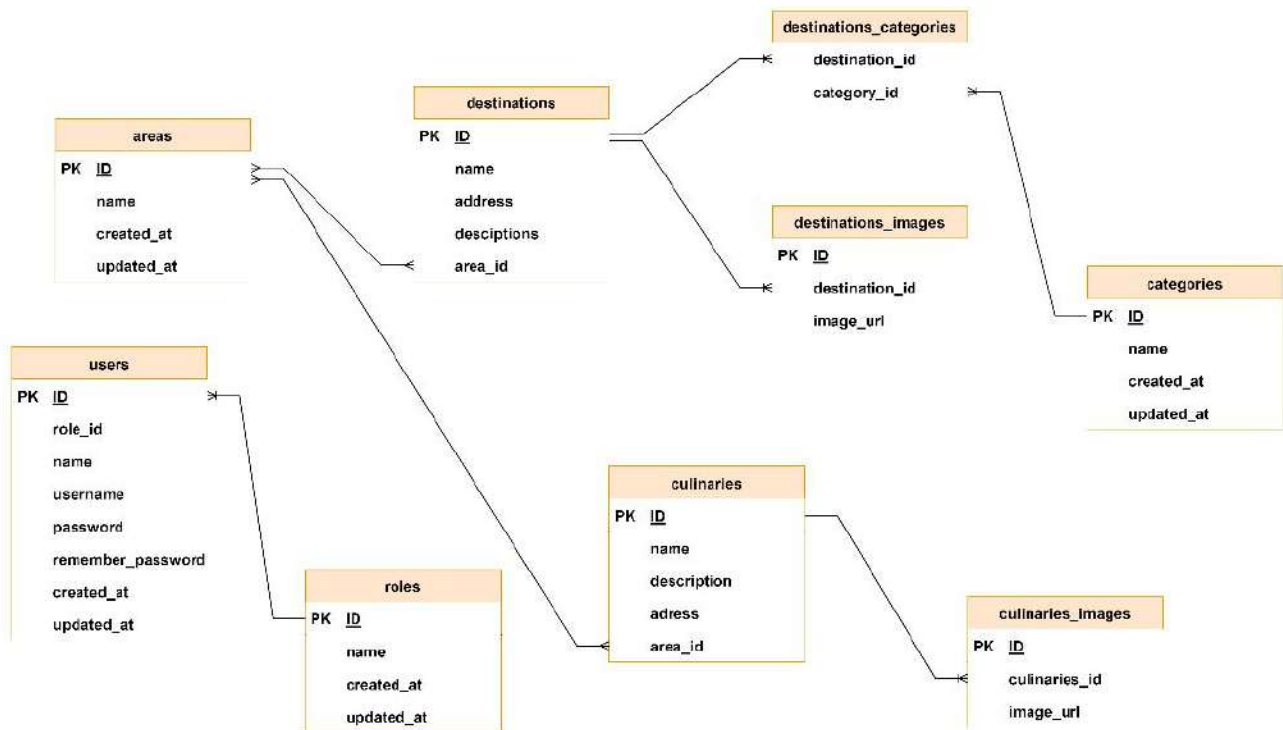 destinations_categories
destination_id
category_id
destinations
PK ID
name
address
desciptions
area_id
areas
PK ID
name
created_at
updated_at
destinations_images
PK ID
destination_id
image_url
categories
PK ID
name
created_at
updated_at
users
PK ID
role_id
name
username
password
remember_password
created_at
updated_at
roles
PK ID
name
created_at
updated_at
culinaries
PK ID
name
description
adress
area_id
culinaries_images
PK ID
culinaries_id
image_url